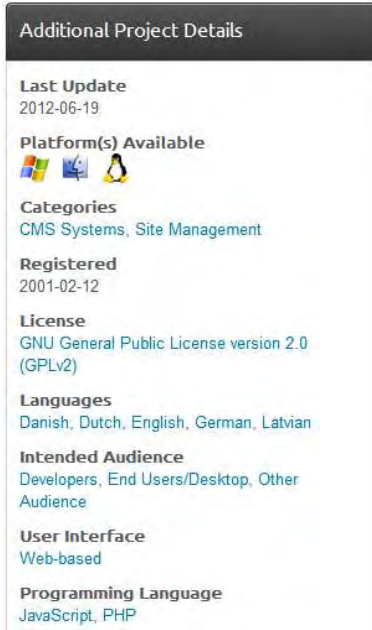 Additional Project Details
Last Update
2012-06-19
Platform(s) Available
Categories
CMS Systems, Site Management
Registered
2001-02-12
License
GNU General Public License version 2.0
(GPLv2)
Languages
Danish, Dutch, English, German, Latvian
Intended Audience
Developers, End Users/Desktop, Other
Audience
User Interface
Web-based
Programming Language
JavaScript, PHP